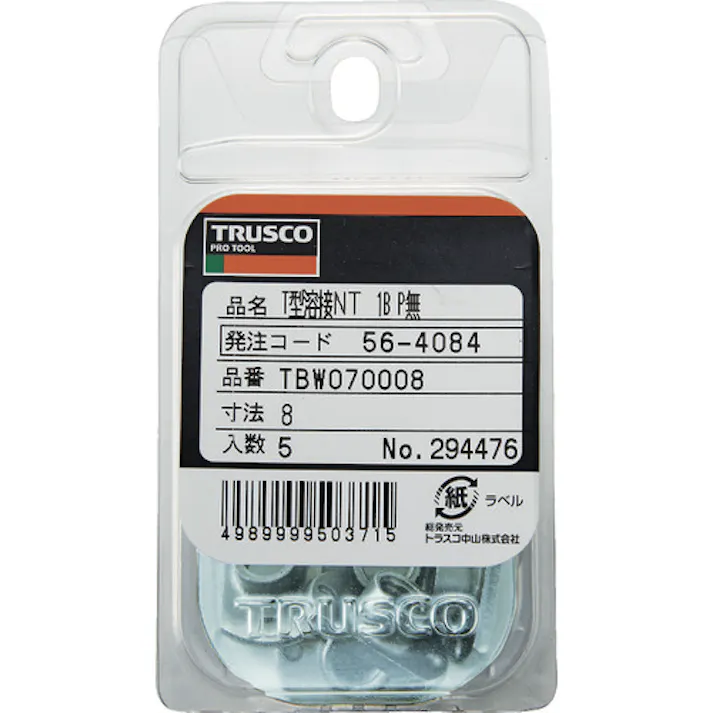 TRUSCO
PRO TOOL
品名 T型溶接NT 1B P無
発注コード 56-4084
品番 TBW070008
寸法 8
入数 5 No.294476
紙 ラベル
4989999503715
総発売元
トラスコ中山株式会社
TRUSCO